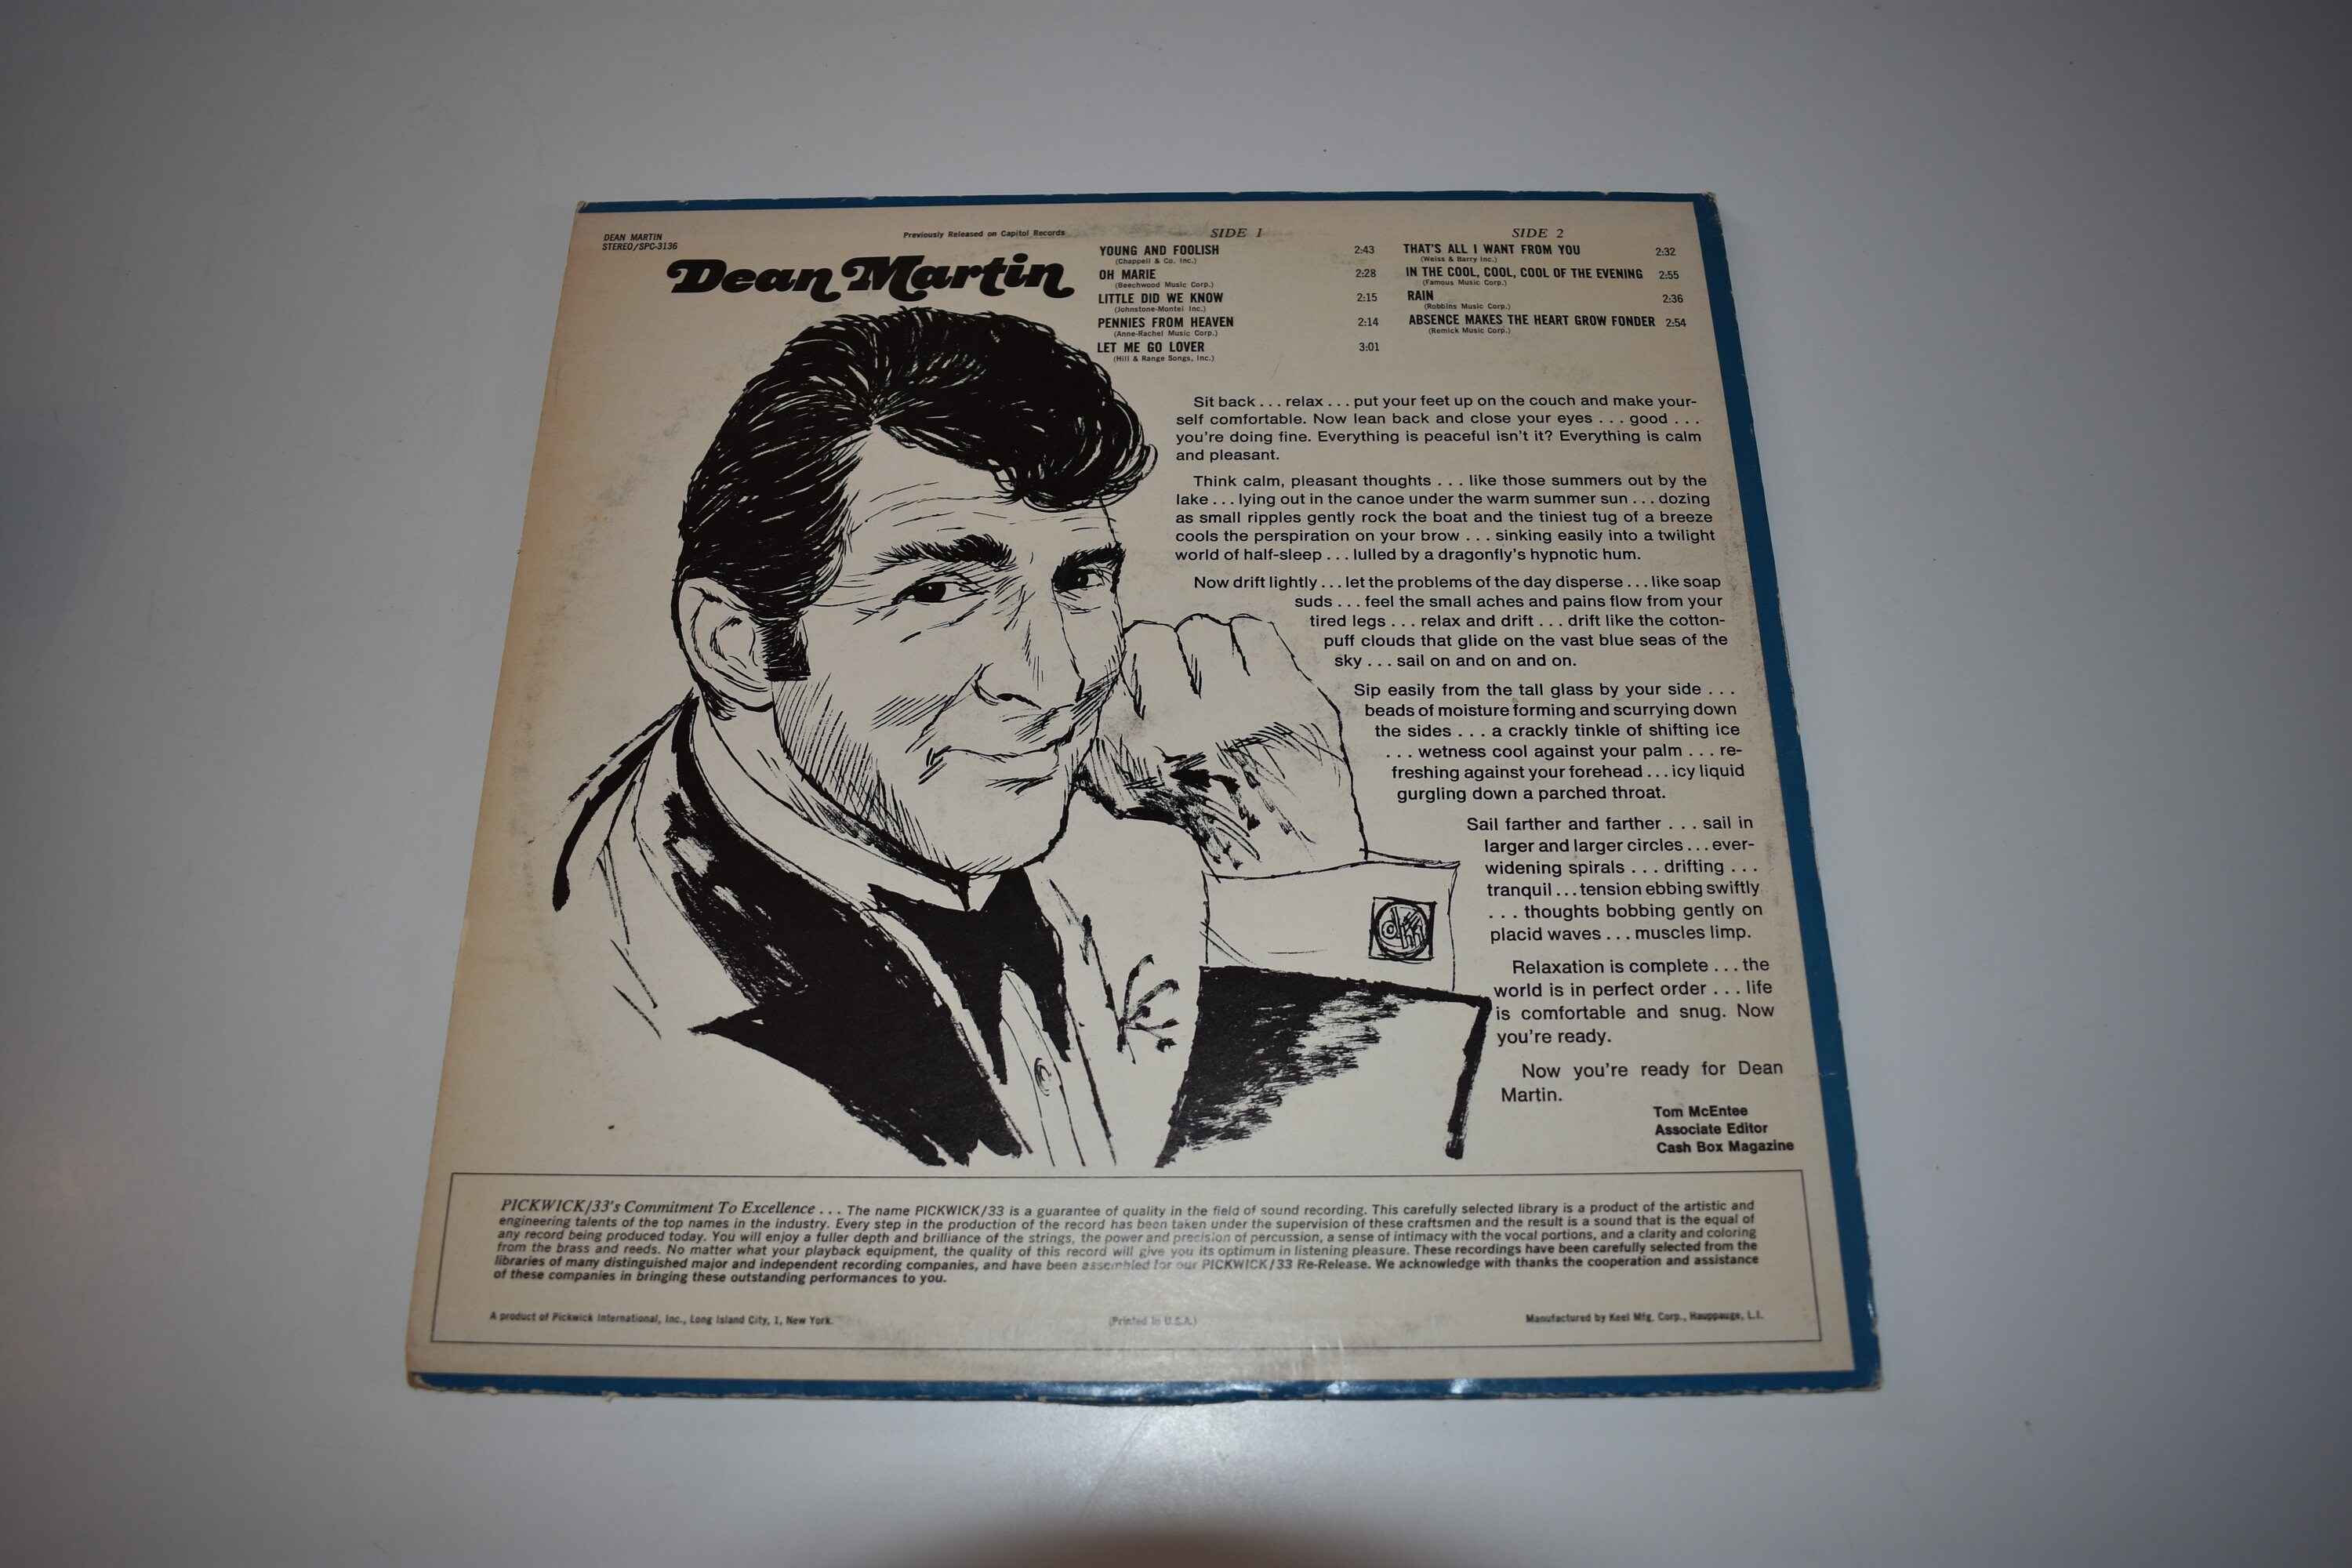 DEAN MARTIN
STEREO/SPC-3136
Previously Released on Capitol Records
Dean Martin
SIDE 1
YOUNG AND FOOLISH 2:43
(Chappell & Co. Inc.)
OH MARIE 2:28
(Beechwood Music Corp.)
LITTLE DID WE KNOW 2:15
(Johnstone-Montei Inc.)
PENNIES FROM HEAVEN 2:14
(Anne-Rachel Music Corp.)
LET ME GO LOVER 3:01
(Hill & Range Songs, Inc.)
SIDE 2
THAT'S ALL I WANT FROM YOU 2:32
(Weiss & Barry Inc.)
IN THE COOL, COOL, COOL OF THE EVENING 2:55
(Famous Music Corp.)
RAIN 2:36
(Robbins Music Corp.)
ABSENCE MAKES THE HEART GROW FONDER 2:54
(Remick Music Corp.)
Sit back . . . relax . . . put your feet up on the couch and make your-
self comfortable. Now lean back and close your eyes . . . good . . .
you're doing fine. Everything is peaceful isn't it? Everything is calm
and pleasant.
Think calm, pleasant thoughts . . . like those summers out by the
lake . . . lying out in the canoe under the warm summer sun . . . dozing
as small ripples gently rock the boat and the tiniest tug of a breeze
cools the perspiration on your brow . . . sinking easily into a twilight
world of half-sleep . . . lulled by a dragonfly's hypnotic hum.
Now drift lightly . . . let the problems of the day disperse . . . like soap
suds . . . feel the small aches and pains flow from your
tired legs . . . relax and drift . . . drift like the cotton-
puff clouds that glide on the vast blue seas of the
sky . . . sail on and on and on.
Sip easily from the tall glass by your side . . .
beads of moisture forming and scurrying down
the sides . . . a crackly tinkle of shifting ice
. . . wetness cool against your palm . . . re-
freshing against your forehead . . . icy liquid
gurgling down a parched throat.
Sail farther and farther . . . sail in
larger and larger circles . . . ever-
widening spirals . . . drifting . . .
tranquil . . . tension ebbing swiftly
. . . thoughts bobbing gently on
placid waves . . . muscles limp.
Relaxation is complete . . . the
world is in perfect order . . . life
is comfortable and snug. Now
you're ready.
Now you're ready for Dean
Martin.
Tom McEntee
Associate Editor
Cash Box Magazine
dm
PICKWICK/33's Commitment To Excellence . . . The name PICKWICK/33 is a guarantee of quality in the field of sound recording. This carefully selected library is a product of the artistic and
engineering talents of the top names in the industry. Every step in the production of the record has been taken under the supervision of these craftsmen and the result is a sound that is the equal of
any record being produced today. You will enjoy a fuller depth and brilliance of the strings, the power and precision of percussion, a sense of intimacy with the vocal portions, and a clarity and coloring
from the brass and reeds. No matter what your playback equipment, the quality of this record will give you its optimum in listening pleasure. These recordings have been carefully selected from the
libraries of many distinguished major and independent recording companies, and have been assembled for our PICKWICK/33 Re-Release. We acknowledge with thanks the cooperation and assistance
of these companies in bringing these outstanding performances to you.
A product of Pickwick International, Inc., Long Island City, 1, New York.
(Printed in U.S.A.)
Manufactured by Keel Mfg. Corp., Hauppauge, L.I.